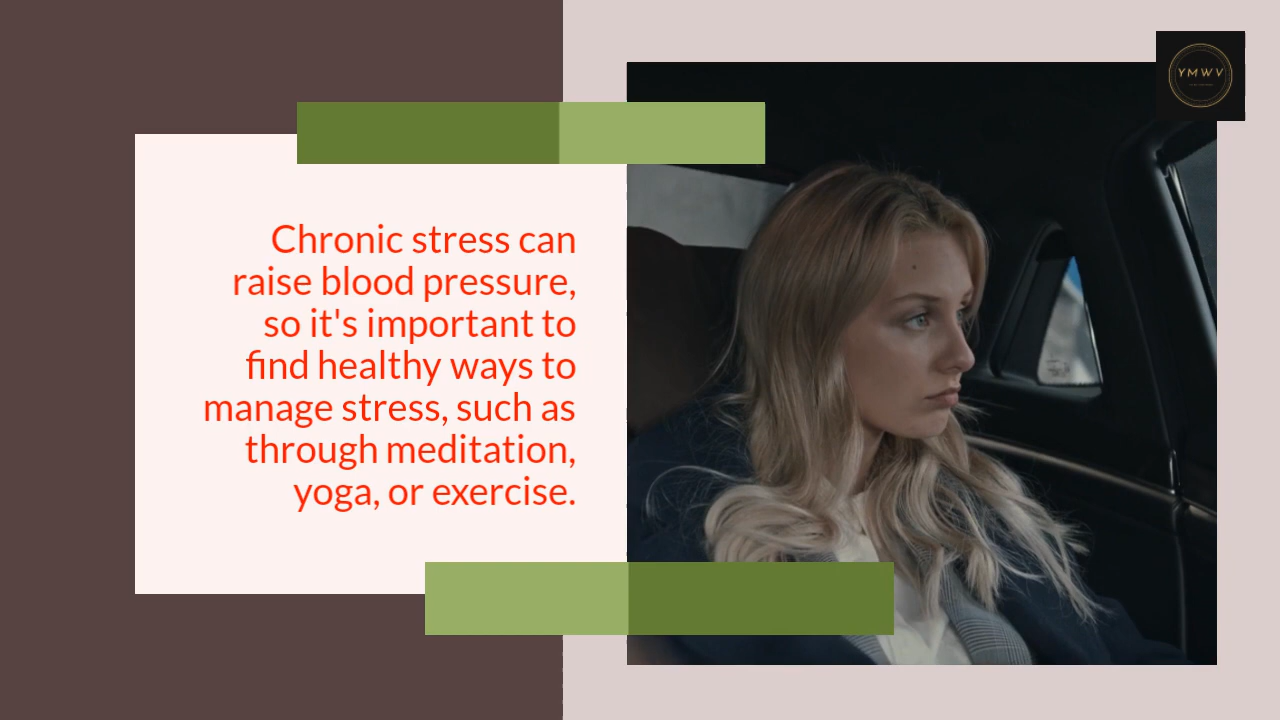 Chronic stress can
raise blood pressure,
so it's important to
find healthy ways to
manage stress, such as
through meditation,
yoga, or exercise.
YMWV